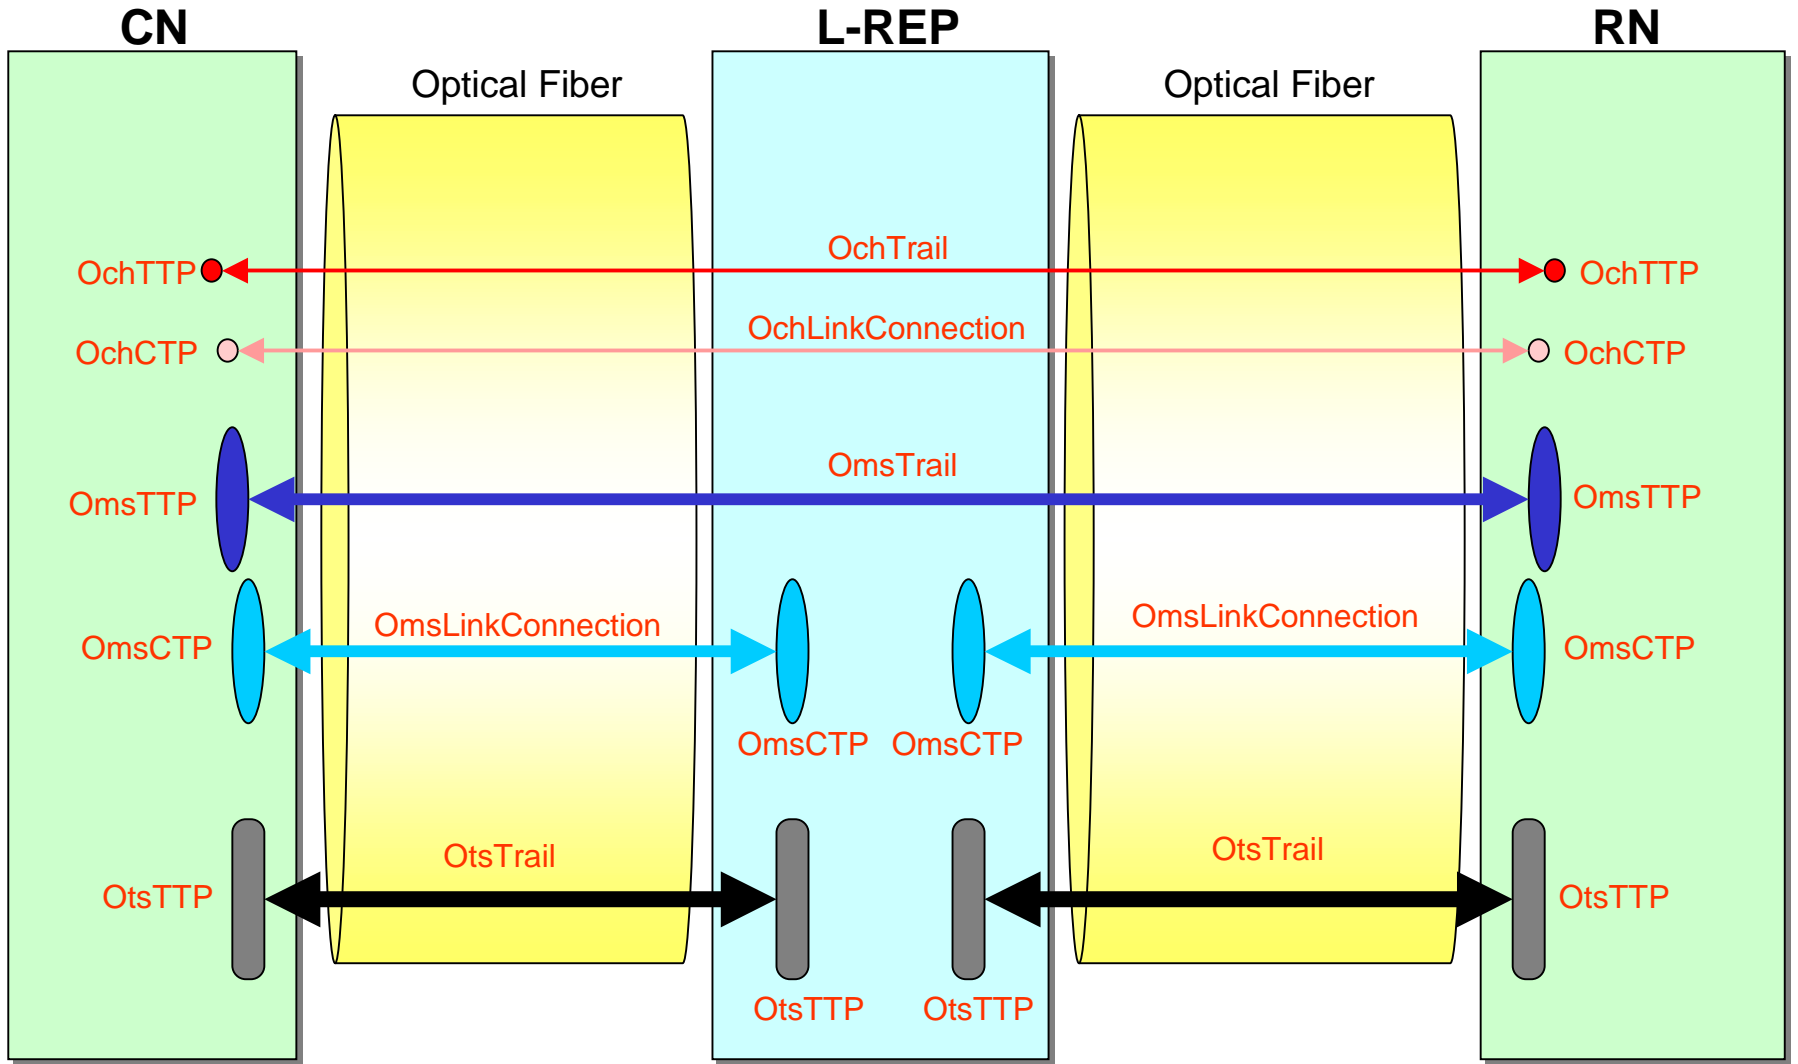 CN
L-REP
RN
Optical Fiber
Optical Fiber
OchTrail
OchTTP
OchTTP
OchLinkConnection
OchCTP
OchCTP
OmsTrail
OmsTTP
OmsTTP
OmsLinkConnection
OmsLinkConnection
OmsCTP
OmsCTP
OmsCTP
OmsCTP
OtsTrail
OtsTrail
OtsTTP
OtsTTP
OtsTTP
OtsTTP